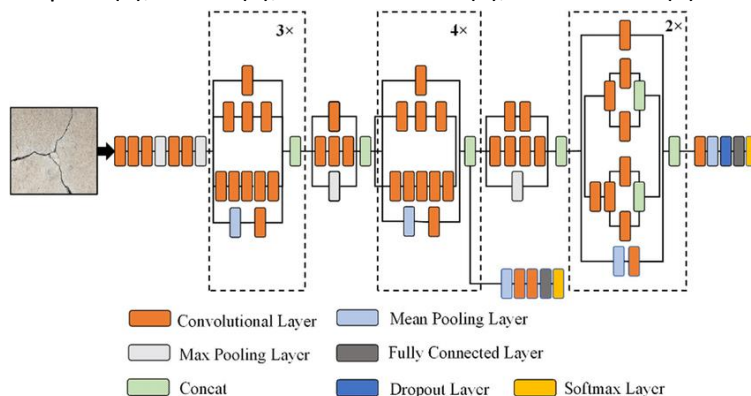 3×
4×
2×
Convolutional Layer
Mean Pooling Layer
Max Pooling Layer
Fully Connected Layer
Concat
Dropout Layer
Softmax Layer